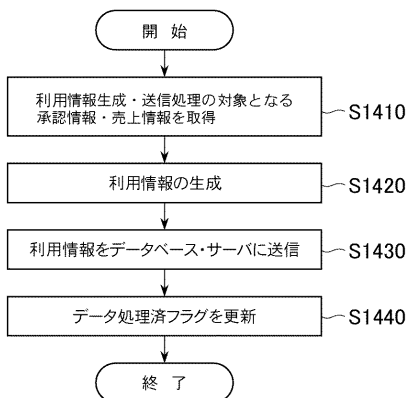 開 始
利用情報生成・送信処理の対象となる
承認情報・売上情報を取得
S1410
利用情報の生成
S1420
利用情報をデータベース・サーバに送信
S1430
データ処理済フラグを更新
S1440
終 了